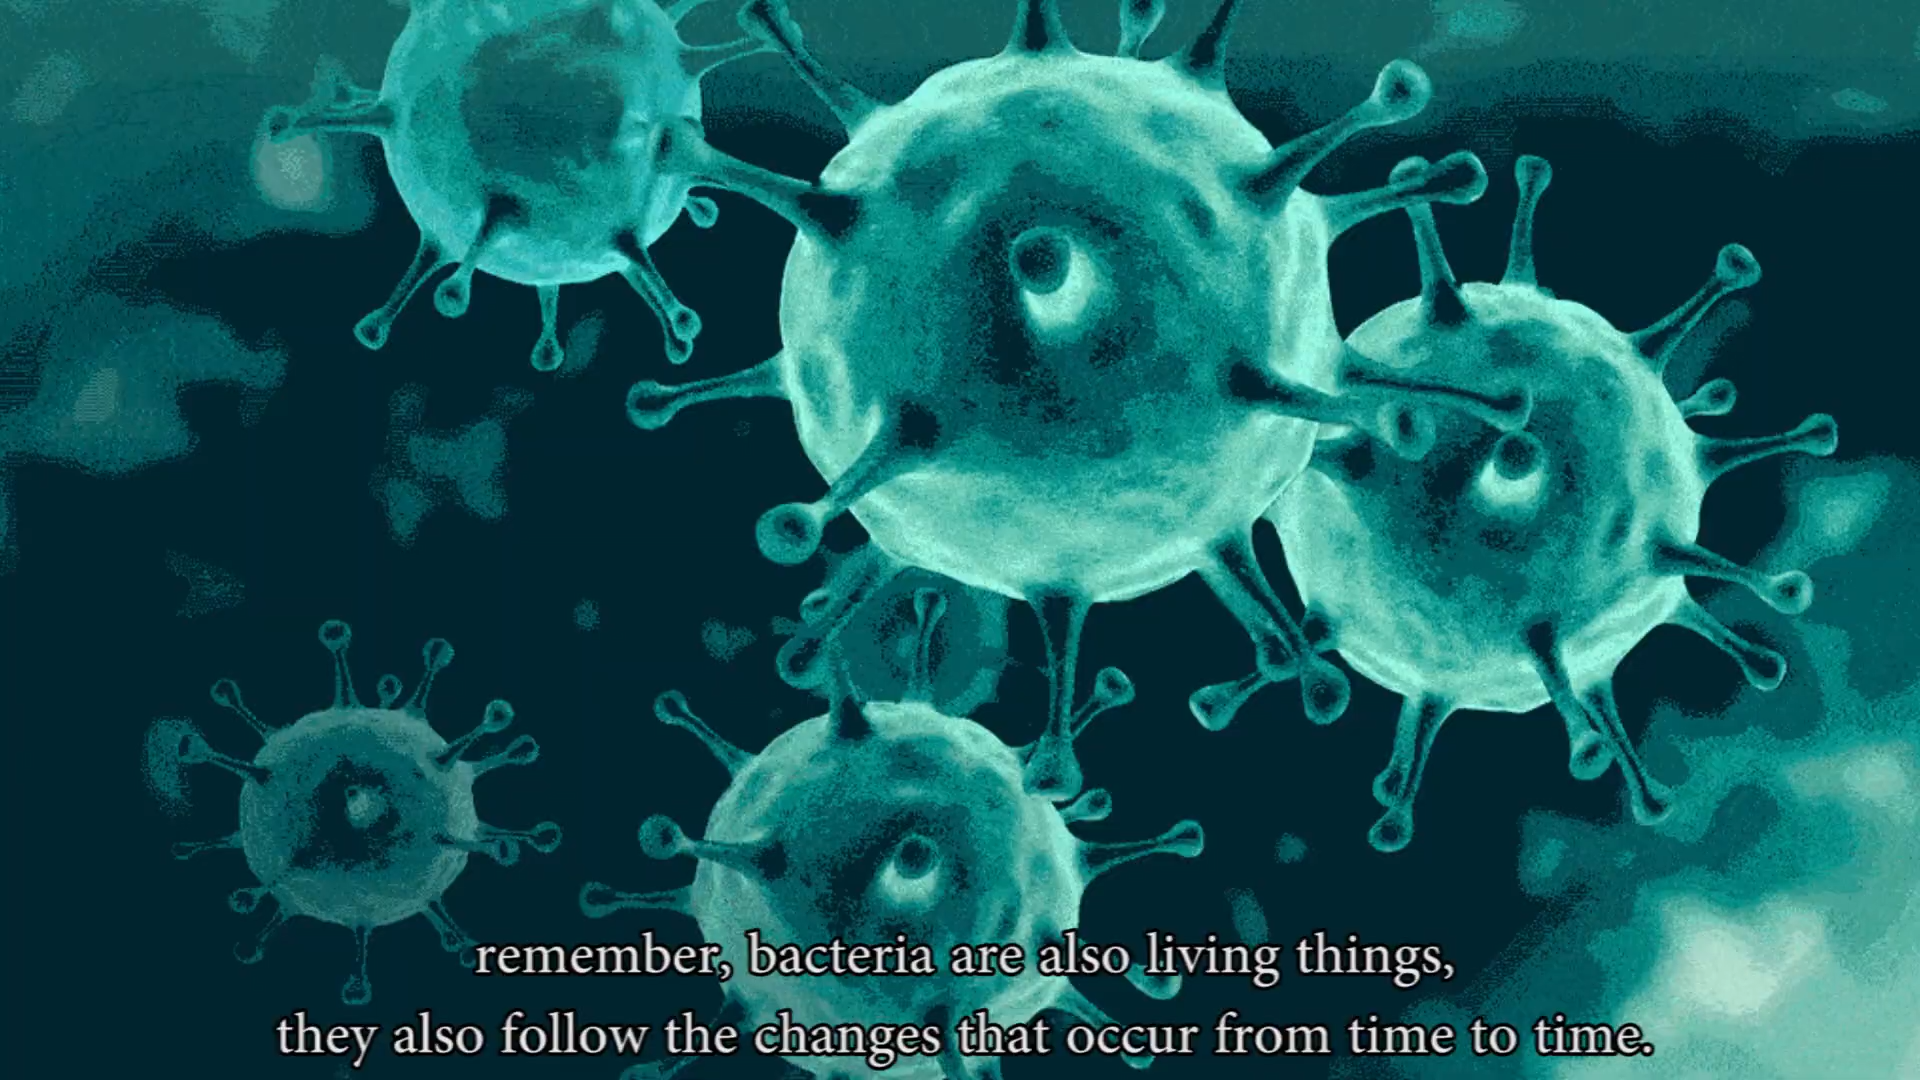 remember, bacteria are also living things,
they also follow the changes that occur from time to time.